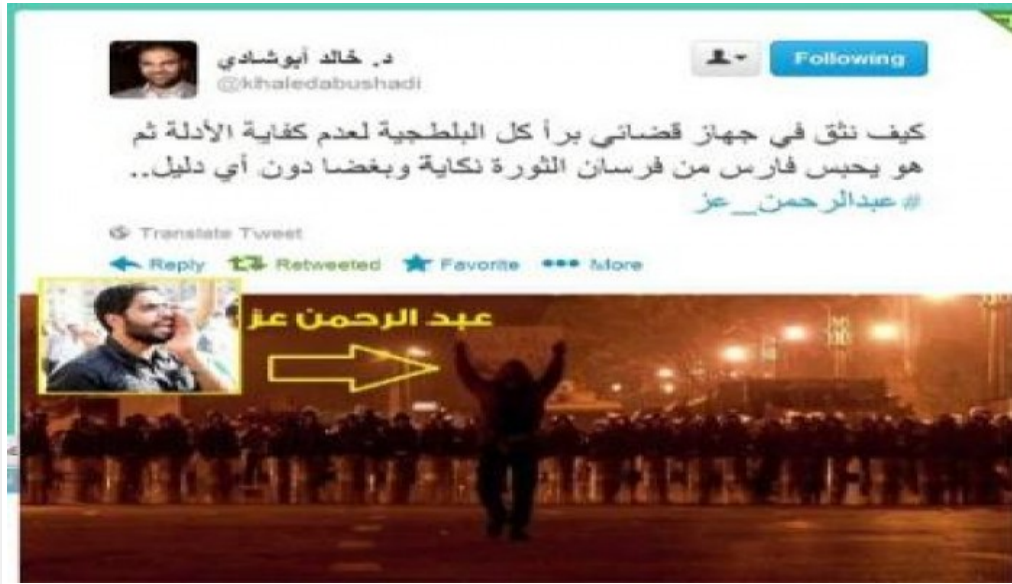 د. خالد أبوشادي
@khaledabushadi
Following
كيف نثق في جهاز قضائي برأ كل البلطجية لعدم كفاية الأدلة ثم
هو يحبس فارس من فرسان الثورة نكاية وبغضا دون أي دليل..
#عبدالرحمن_عز
Translate Tweet
Reply Retweeted Favorite More
عبد الرحمن عز